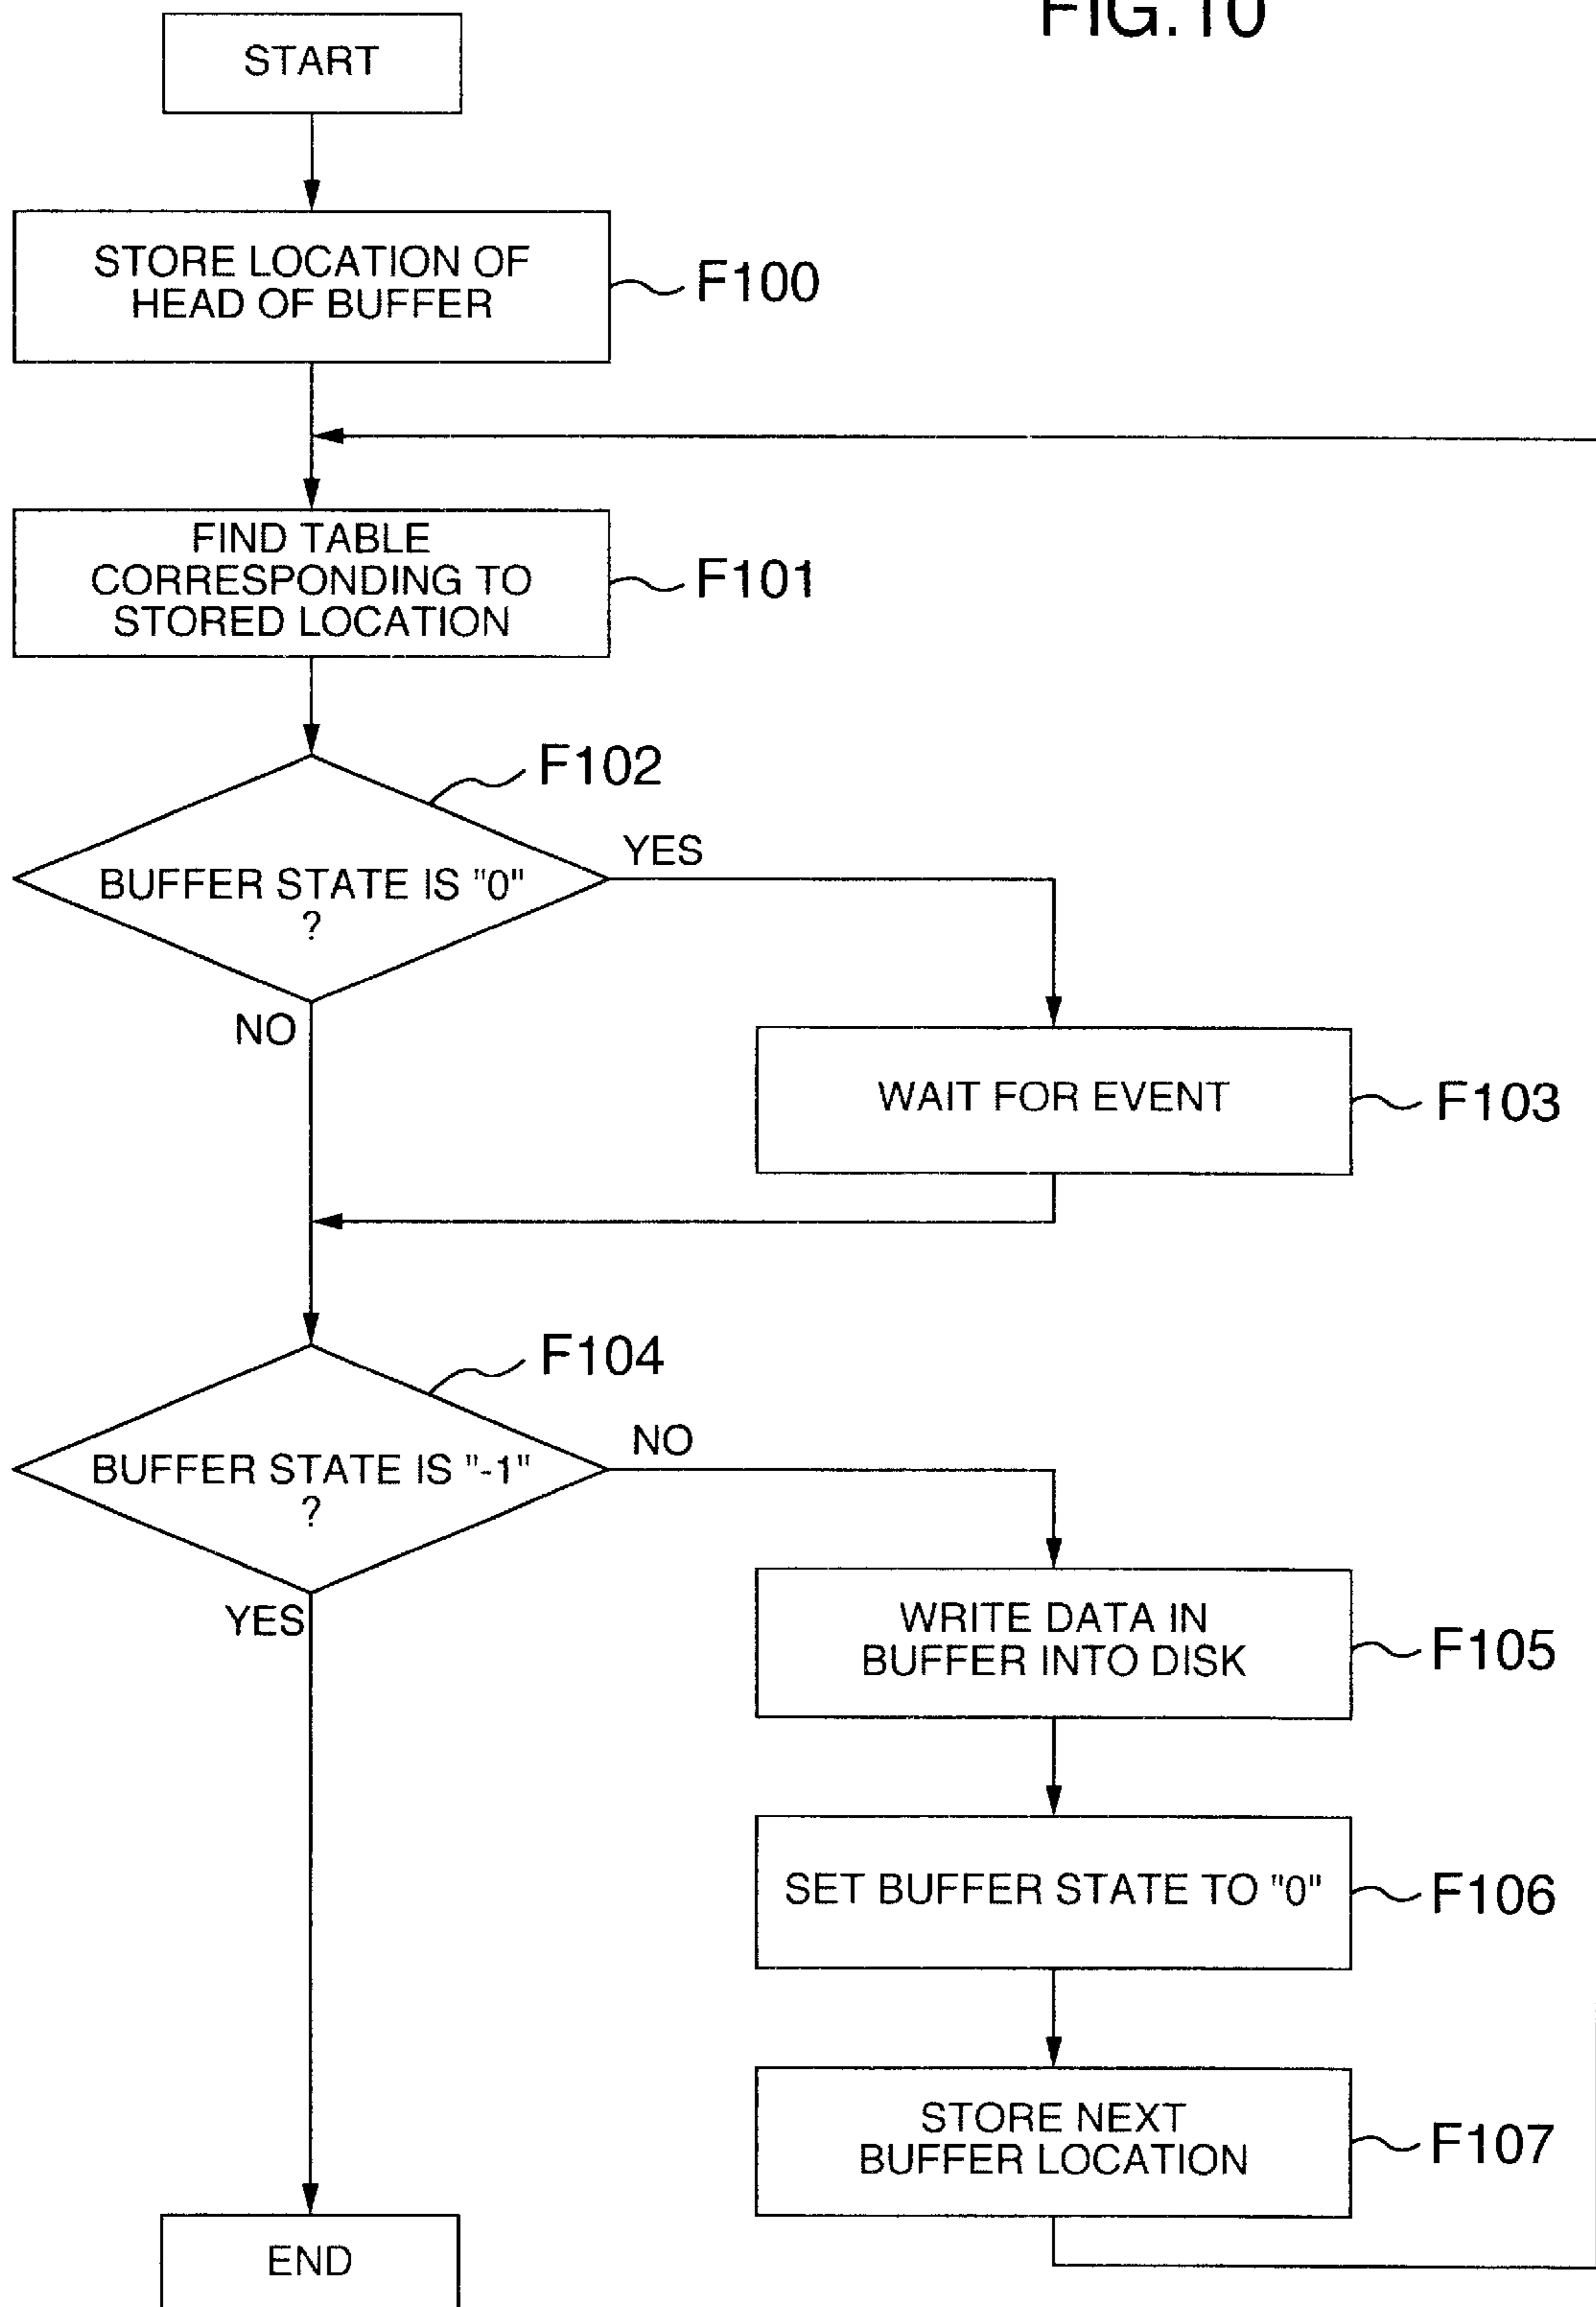 FIG.10
START
STORE LOCATION OF
HEAD OF BUFFER
F100
FIND TABLE
CORRESPONDING TO
STORED LOCATION
F101
F102
BUFFER STATE IS "0"
?
YES
NO
WAIT FOR EVENT
F103
F104
BUFFER STATE IS "-1"
?
NO
YES
WRITE DATA IN
BUFFER INTO DISK
F105
SET BUFFER STATE TO "0"
F106
STORE NEXT
BUFFER LOCATION
F107
END